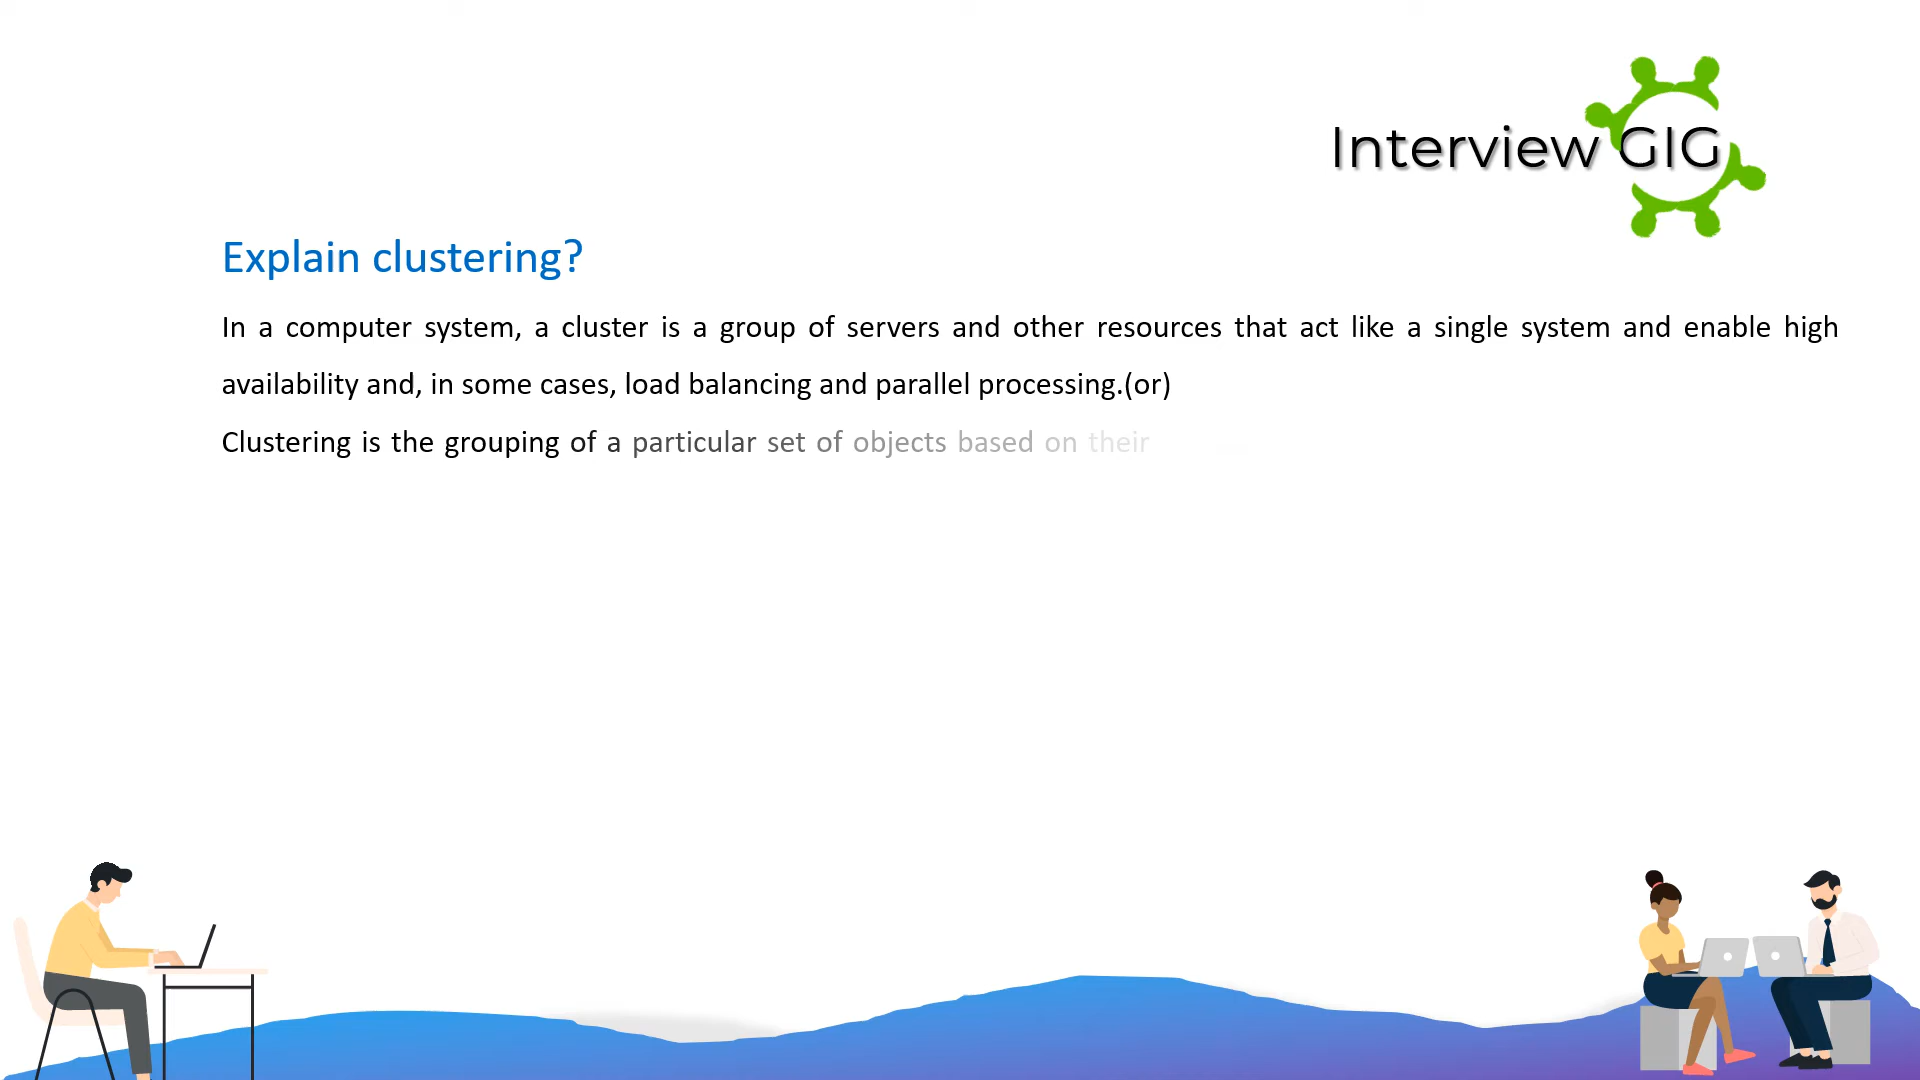 Interview GIG
Explain clustering?
In a computer system, a cluster is a group of servers and other resources that act like a single system and enable high
availability and, in some cases, load balancing and parallel processing.(or)
Clustering is the grouping of a particular set of objects based on their